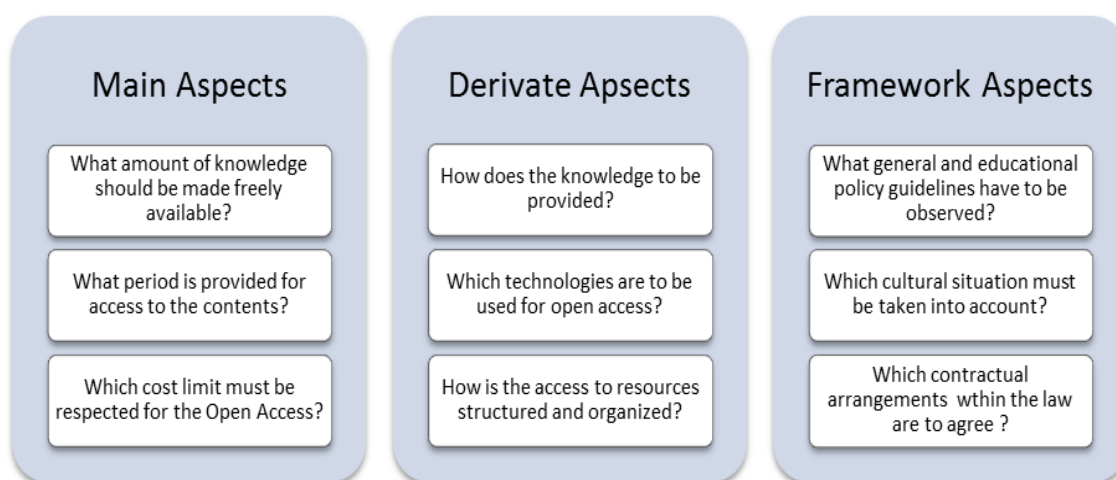 Main Aspects
What amount of knowledge
should be made freely
available?
What period is provided for
access to the contents?
Which cost limit must be
respected for the Open Access?
Derivate Apsects
How does the knowledge to be
provided?
Which technologies are to be
used for open access?
How is the access to resources
structured and organized?
Framework Aspects
What general and educational
policy guidelines have to be
observed?
Which cultural situation must
be taken into account?
Which contractual
arrangements wthin the law
are to agree ?